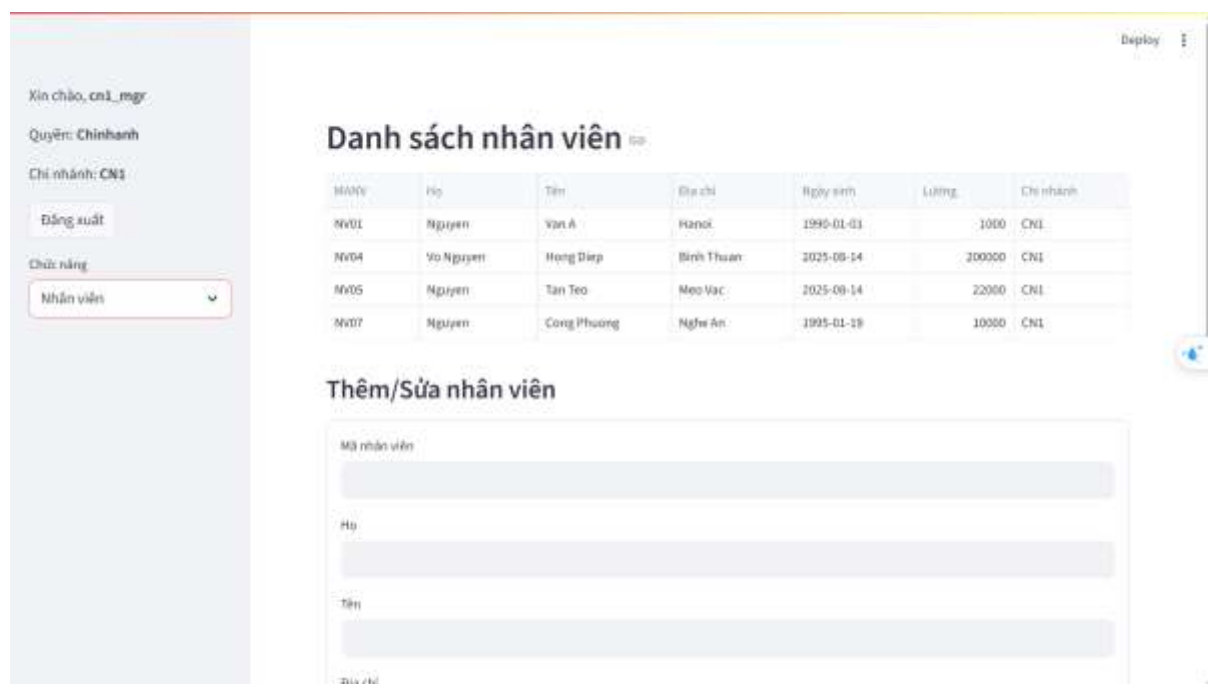 Deploy
Xin chào, cn1_mgr
Quyền: Chinhanh
Chi nhánh: CN1
Đăng xuất
Chức năng
Nhân viên
Danh sách nhân viên
MANV Họ Tên Địa chỉ Ngày sinh Lương Chi nhánh
NV01 Nguyen Van A Hanoi 1990-01-01 1000 CN1
NV04 Vo Nguyen Hong Diep Binh Thuan 2025-08-14 200000 CN1
NV05 Nguyen Tan Teo Meo Vac 2025-08-14 22000 CN1
NV07 Nguyen Cong Phuong Nghe An 1995-01-19 10000 CN1
Thêm/Sửa nhân viên
Mã nhân viên
Họ
Tên
Địa chỉ